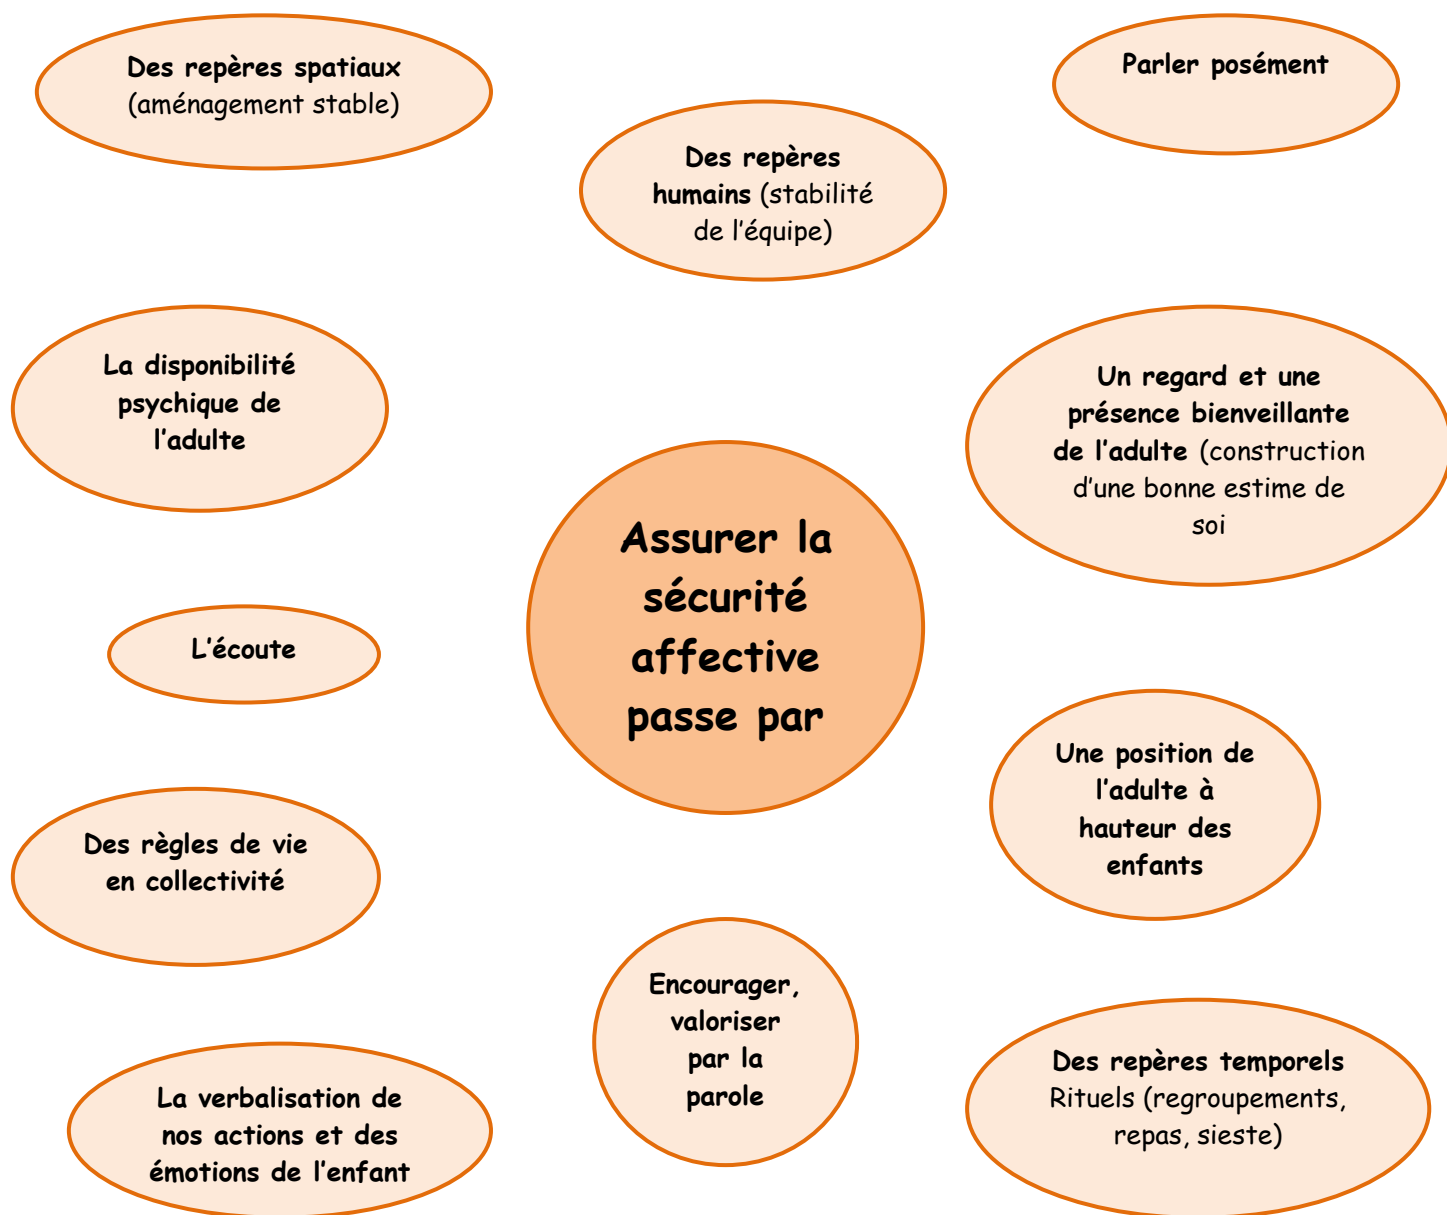 Des repères spatiaux
(aménagement stable)
Parler posément
Des repères
humains (stabilité
de l'équipe)
La disponibilité
psychique de
l'adulte
Un regard et une
présence bienveillante
de l'adulte (construction
d'une bonne estime de
soi
Assurer la
sécurité
affective
passe par
L'écoute
Une position de
l'adulte à
hauteur des
enfants
Des règles de vie
en collectivité
Encourager,
valoriser
par la
parole
Des repères temporels
Rituels (regroupements,
repas, sieste)
La verbalisation de
nos actions et des
émotions de l'enfant